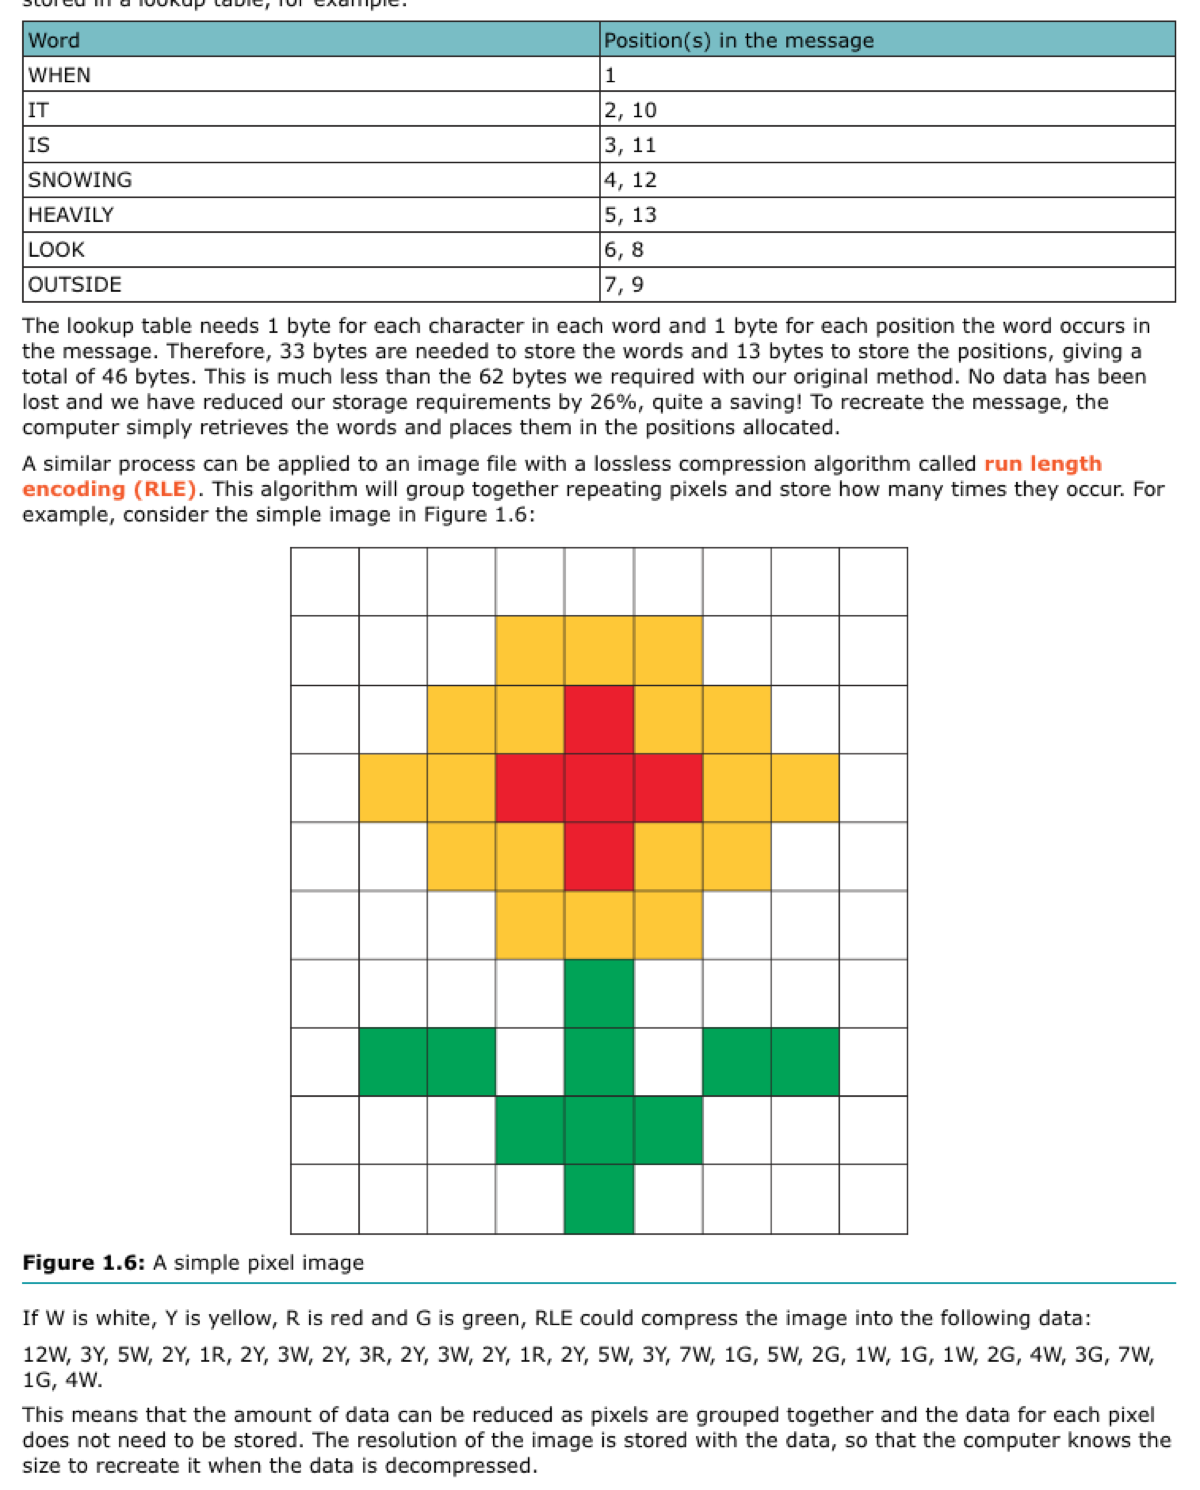 stored in a lookup table, for example:
Word Position(s) in the message
WHEN 1
IT 2, 10
IS 3, 11
SNOWING 4, 12
HEAVILY 5, 13
LOOK 6, 8
OUTSIDE 7, 9
The lookup table needs 1 byte for each character in each word and 1 byte for each position the word occurs in
the message. Therefore, 33 bytes are needed to store the words and 13 bytes to store the positions, giving a
total of 46 bytes. This is much less than the 62 bytes we required with our original method. No data has been
lost and we have reduced our storage requirements by 26%, quite a saving! To recreate the message, the
computer simply retrieves the words and places them in the positions allocated.
A similar process can be applied to an image file with a lossless compression algorithm called run length
encoding (RLE). This algorithm will group together repeating pixels and store how many times they occur. For
example, consider the simple image in Figure 1.6:
Figure 1.6: A simple pixel image
If W is white, Y is yellow, R is red and G is green, RLE could compress the image into the following data:
12W, 3Y, 5W, 2Y, 1R, 2Y, 3W, 2Y, 3R, 2Y, 3W, 2Y, 1R, 2Y, 5W, 3Y, 7W, 1G, 5W, 2G, 1W, 1G, 1W, 2G, 4W, 3G, 7W,
1G, 4W.
This means that the amount of data can be reduced as pixels are grouped together and the data for each pixel
does not need to be stored. The resolution of the image is stored with the data, so that the computer knows the
size to recreate it when the data is decompressed.